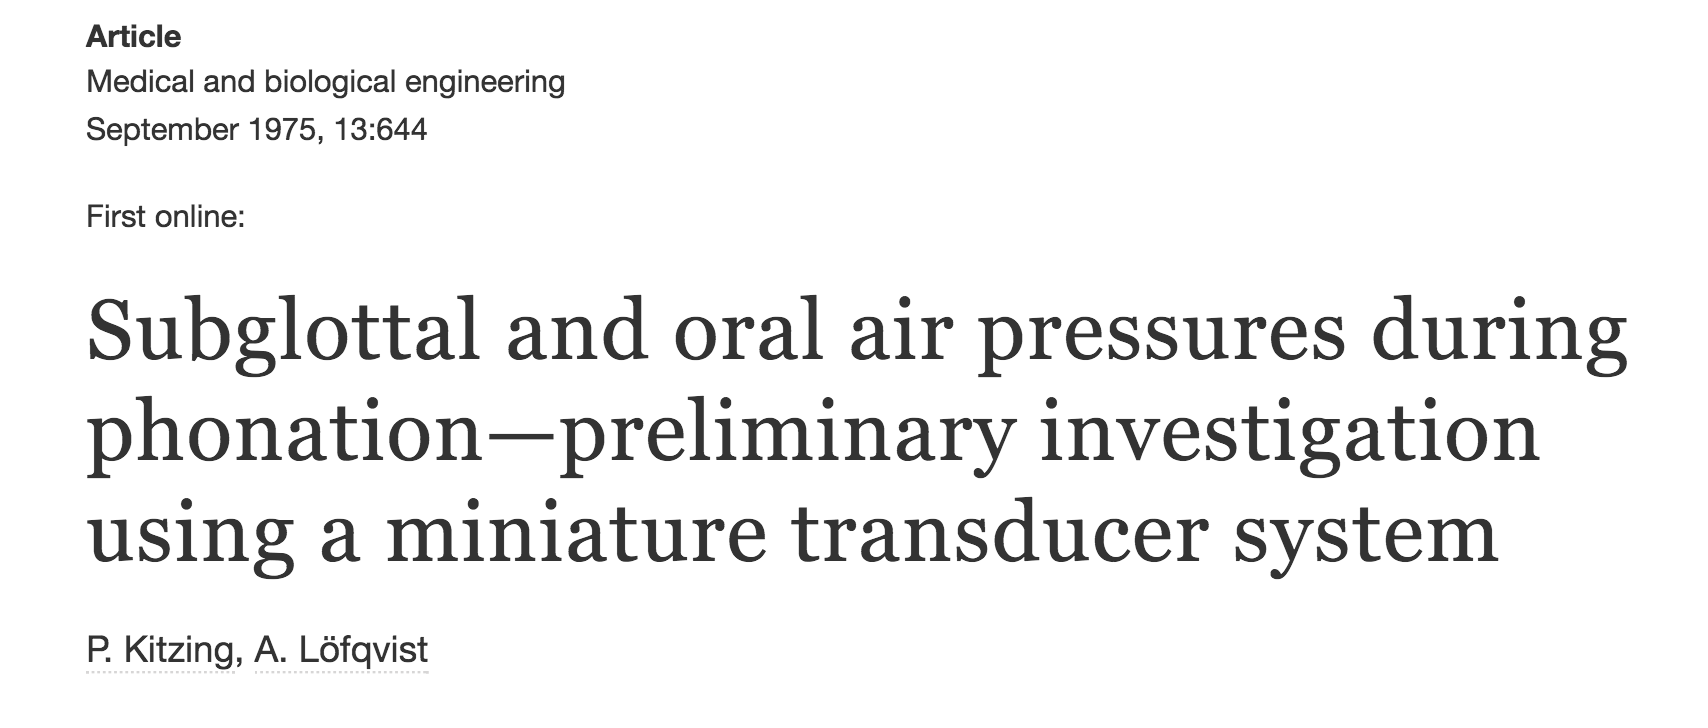 Article
Medical and biological engineering
September 1975, 13:644
First online:
Subglottal and oral air pressures during
phonation—preliminary investigation
using a miniature transducer system
P. Kitzing, A. Löfqvist